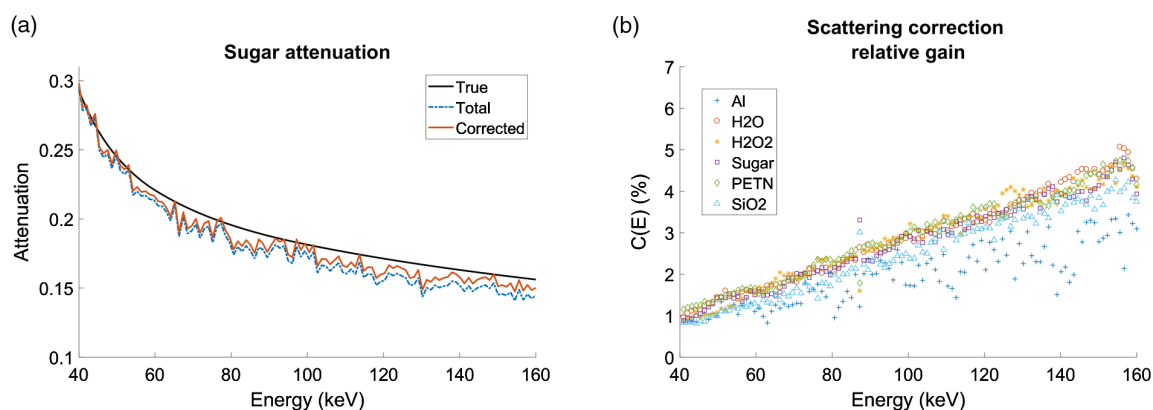 (a)
Sugar attenuation
Attenuation
0.3
0.25
0.2
0.15
0.1
40
60
80
100
120
140
160
Energy (keV)
True
Total
Corrected
(b)
Scattering correction
relative gain
C(E) (%)
7
6
5
4
3
2
1
0
40
60
80
100
120
140
160
Energy (keV)
Al
H2O
H2O2
Sugar
PETN
SiO2